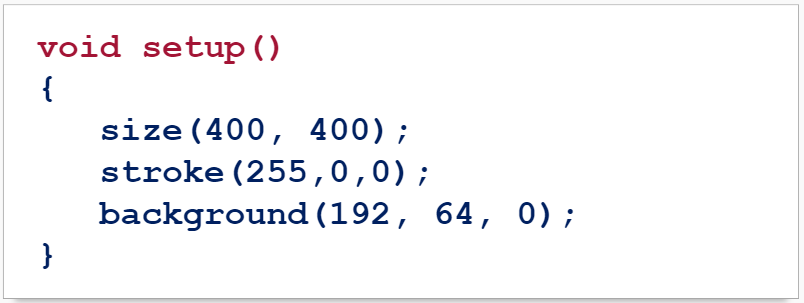 void setup()
{
size(400, 400);
stroke(255,0,0);
background(192, 64, 0);
}